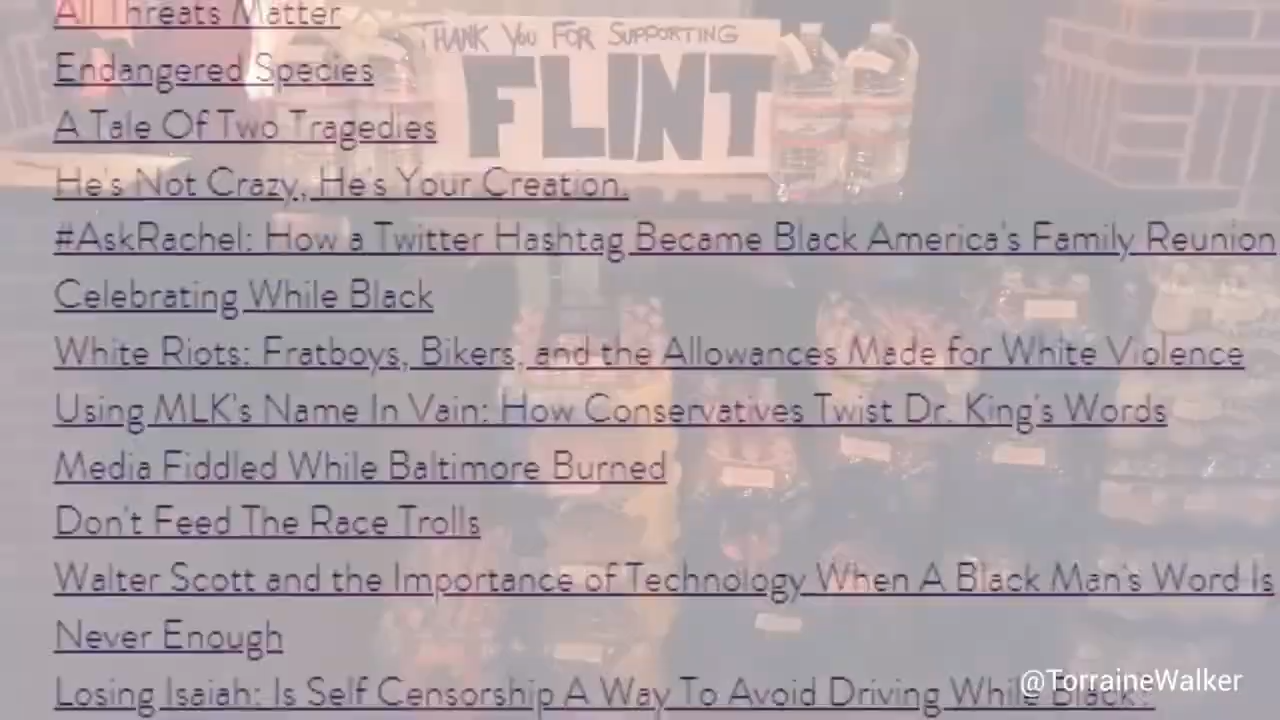 All Threats Matter
THANK YOU FOR SUPPORTING
FLINT
Endangered Species
A Tale Of Two Tragedies
He's Not Crazy, He's Your Creation.
#AskRachel: How a Twitter Hashtag Became Black America's Family Reunion
Celebrating While Black
White Riots: Fratboys, Bikers, and the Allowances Made for White Violence
Using MLK's Name In Vain: How Conservatives Twist Dr. King's Words
Media Fiddled While Baltimore Burned
Don't Feed The Race Trolls
Walter Scott and the Importance of Technology When A Black Man's Word Is
Never Enough
Losing Isaiah: Is Self Censorship A Way To Avoid Driving While Black?
@TorraineWalker